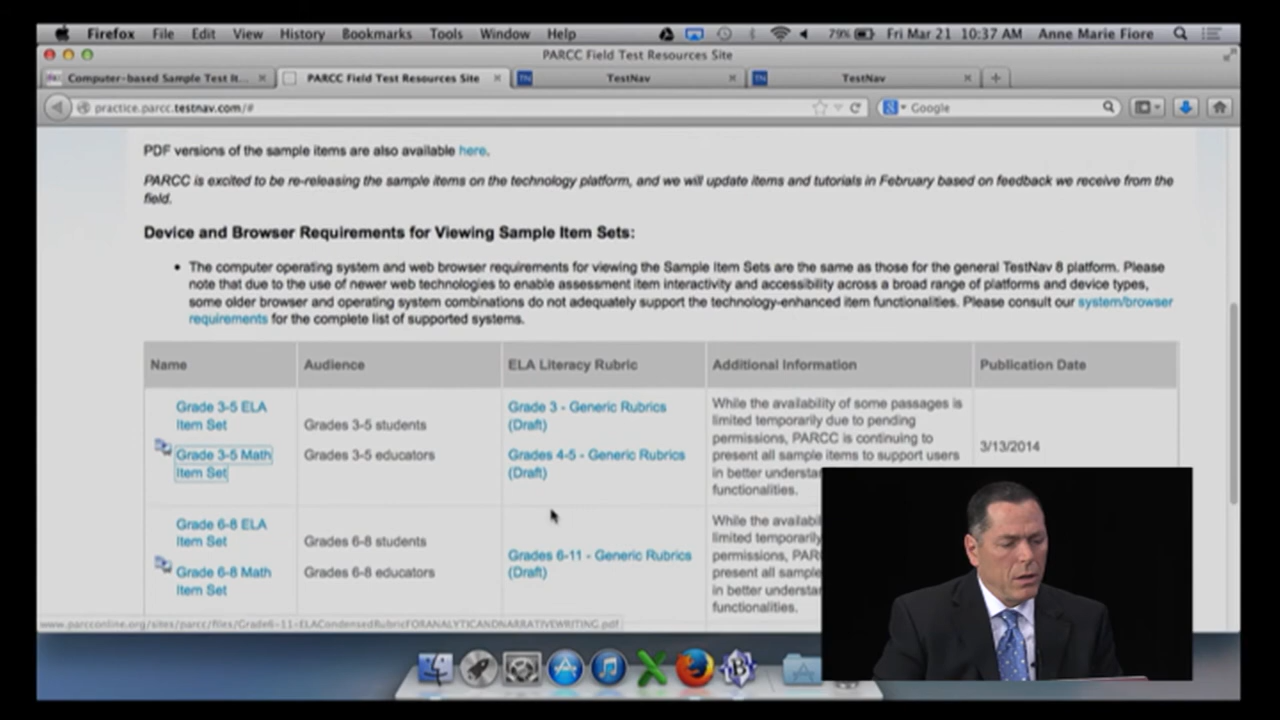 Firefox File Edit View History Bookmarks Tools Window Help 79% Fri Mar 21 10:37 AM Anne Marie Fiore
PARCC Field Test Resources Site
Computer-based Sample Test It... PARCC Field Test Resources Site TestNav TestNav
practice.parcc.testnav.com/# Google
PDF versions of the sample items are also available here.
PARCC is excited to be re-releasing the sample items on the technology platform, and we will update items and tutorials in February based on feedback we receive from the
field.
Device and Browser Requirements for Viewing Sample Item Sets:
• The computer operating system and web browser requirements for viewing the Sample Item Sets are the same as those for the general TestNav 8 platform. Please
note that due to the use of newer web technologies to enable assessment item interactivity and accessibility across a broad range of platforms and device types,
some older browser and operating system combinations do not adequately support the technology-enhanced item functionalities. Please consult our system/browser
requirements for the complete list of supported systems.
Name Audience ELA Literacy Rubric Additional Information Publication Date
Grade 3-5 ELA
Item Set
Grade 3-5 Math
Item Set
Grades 3-5 students
Grades 3-5 educators
Grade 3 - Generic Rubrics
(Draft)
Grades 4-5 - Generic Rubrics
(Draft)
While the availability of some passages is
limited temporarily due to pending
permissions, PARCC is continuing to
present all sample items to support users
in better understa
functionalities.
3/13/2014
Grade 6-8 ELA
Item Set
Grade 6-8 Math
Item Set
Grades 6-8 students
Grades 6-8 educators
Grades 6-11 - Generic Rubrics
(Draft)
While the availabil
limited temporarily
permissions, PAR
present all sample
in better understa
functionalities.
www.parcconline.org/sites/parcc/files/Grade6-11-ELACondensedRubricFORANALYTICANDNARRATIVEWRITING.pdf